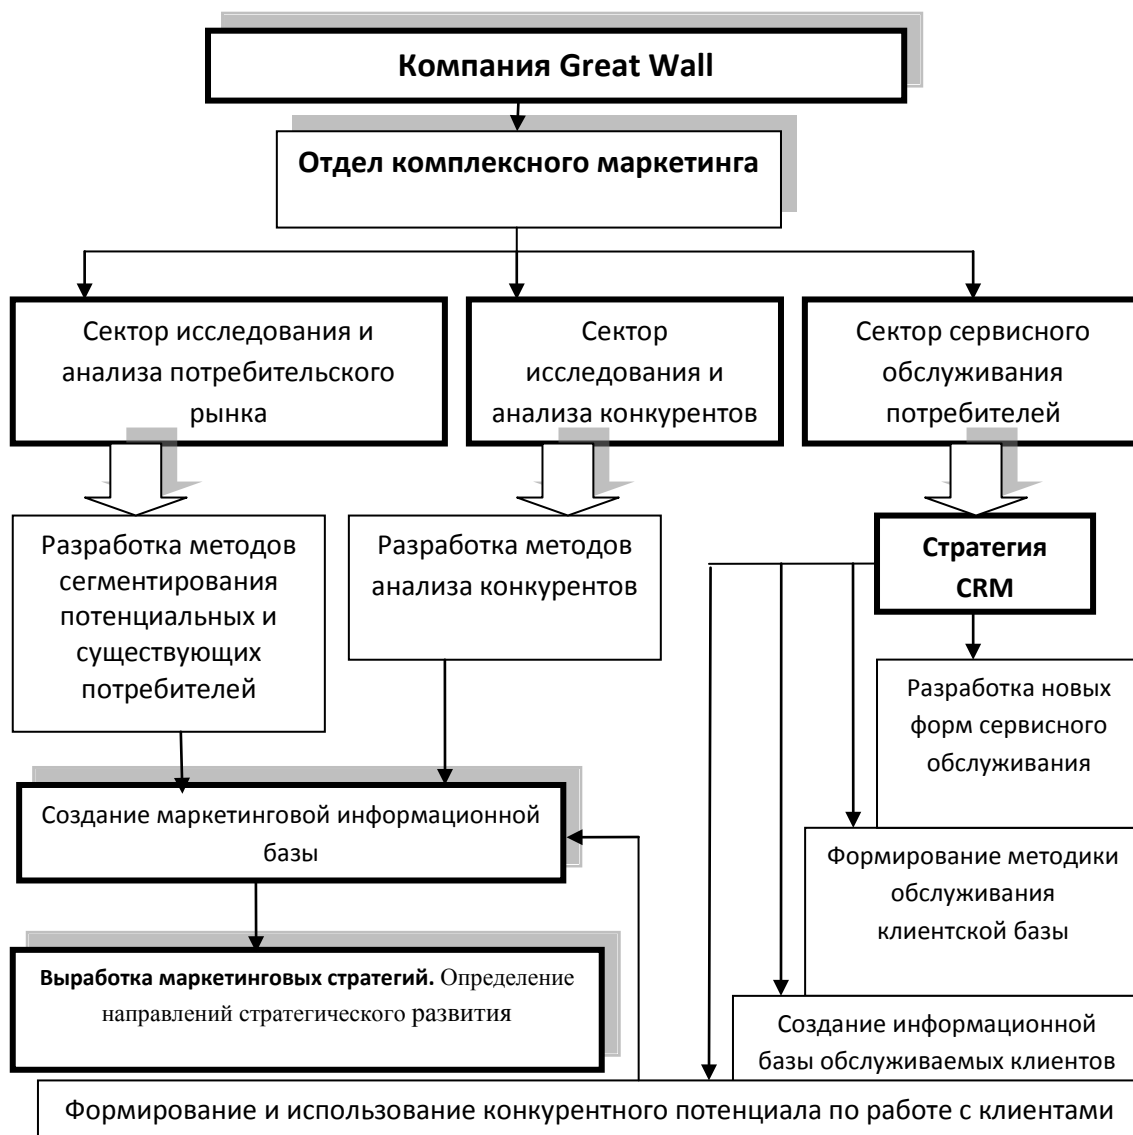 Компания Great Wall
Отдел комплексного маркетинга
Сектор исследования и
анализа потребительского
рынка
Сектор
исследования и
анализа конкурентов
Сектор сервисного
обслуживания
потребителей
Разработка методов
сегментирования
потенциальных и
существующих
потребителей
Разработка методов
анализа конкурентов
Стратегия
CRM
Разработка новых
форм сервисного
обслуживания
Создание маркетинговой информационной
базы
Формирование методики
обслуживания
клиентской базы
Выработка маркетинговых стратегий. Определение
направлений стратегического развития
Создание информационной
базы обслуживаемых клиентов
Формирование и использование конкурентного потенциала по работе с клиентами